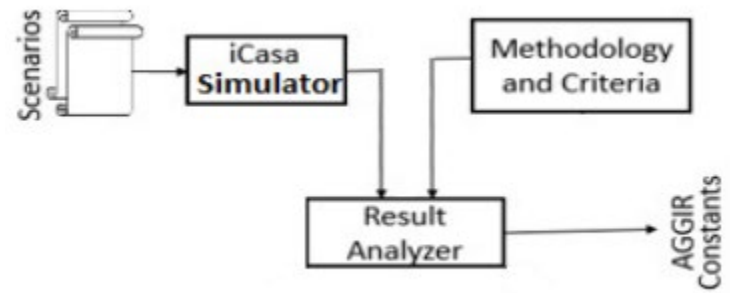 Scenarios
iCasa
Simulator
Methodology
and Criteria
Result
Analyzer
AGGIR
Constants